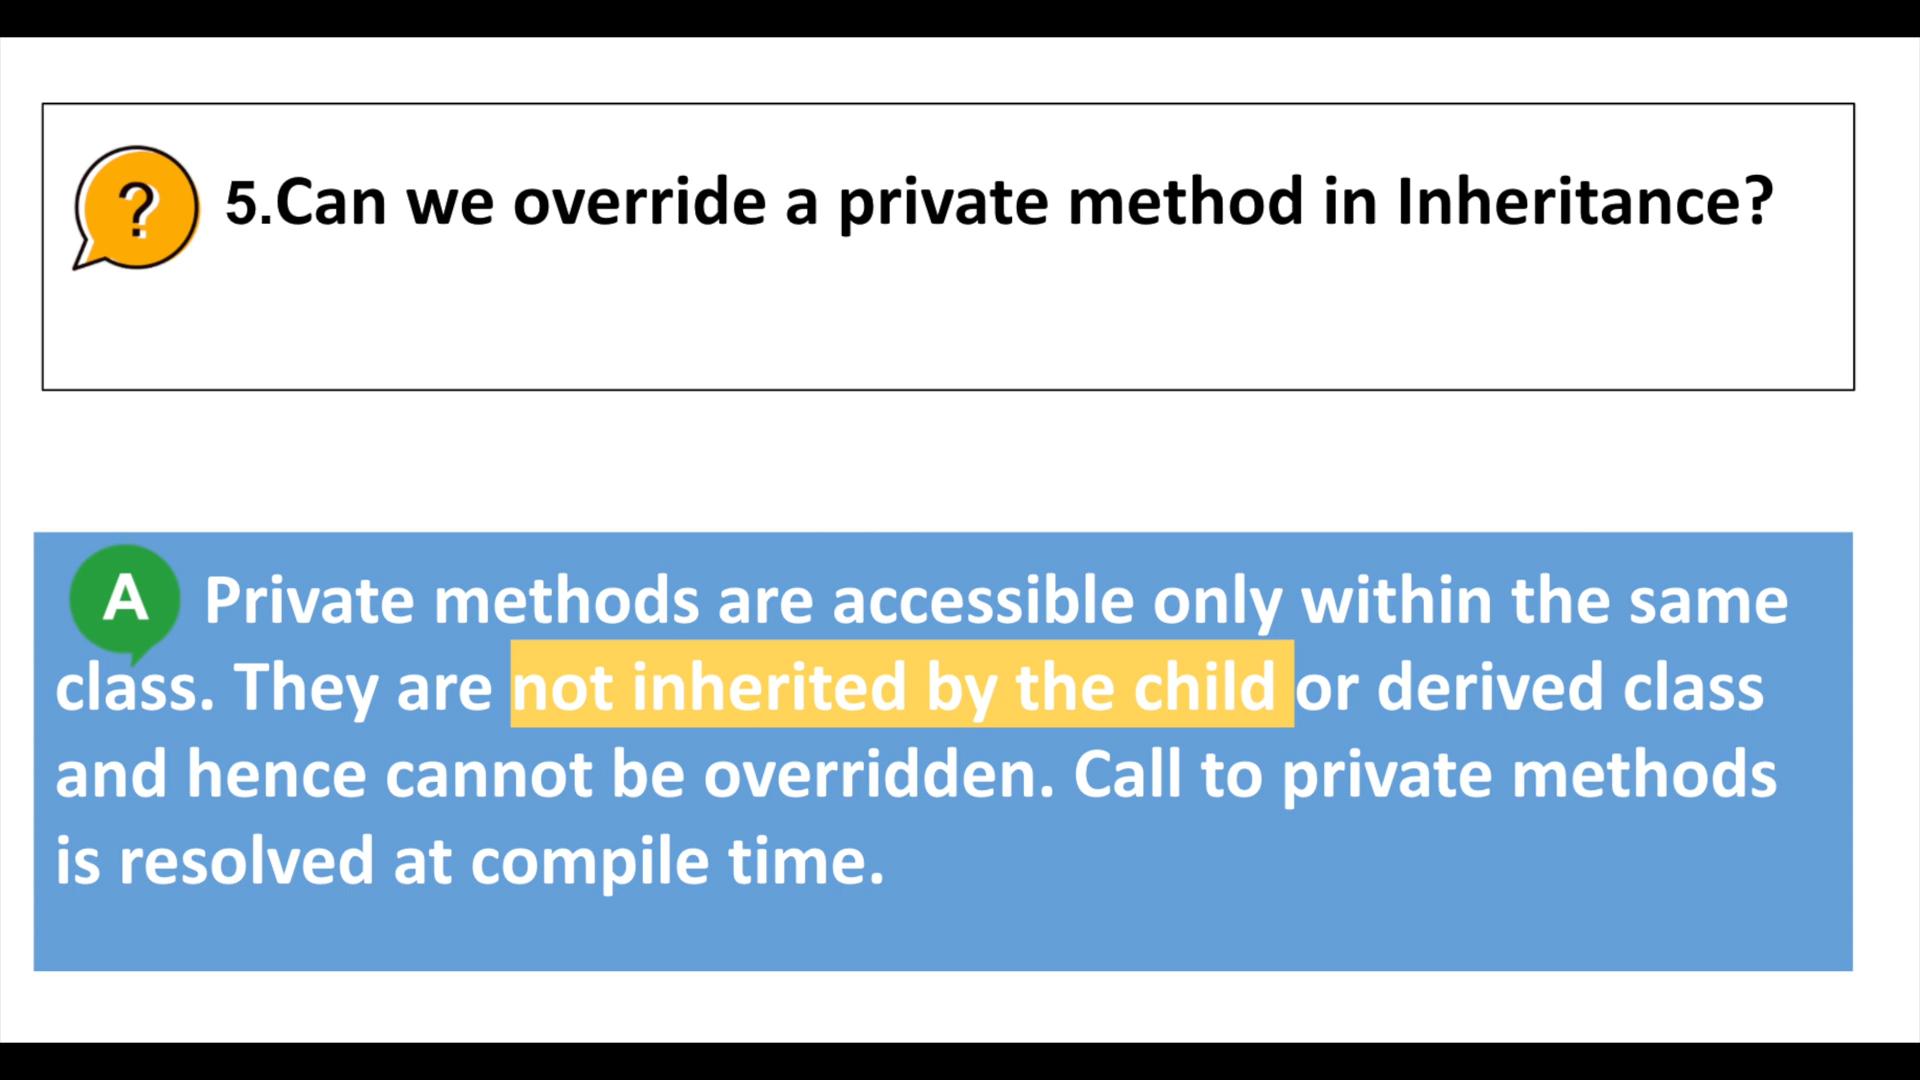 ?
5.Can we override a private method in Inheritance?
A
Private methods are accessible only within the same
class. They are not inherited by the child or derived class
and hence cannot be overridden. Call to private methods
is resolved at compile time.